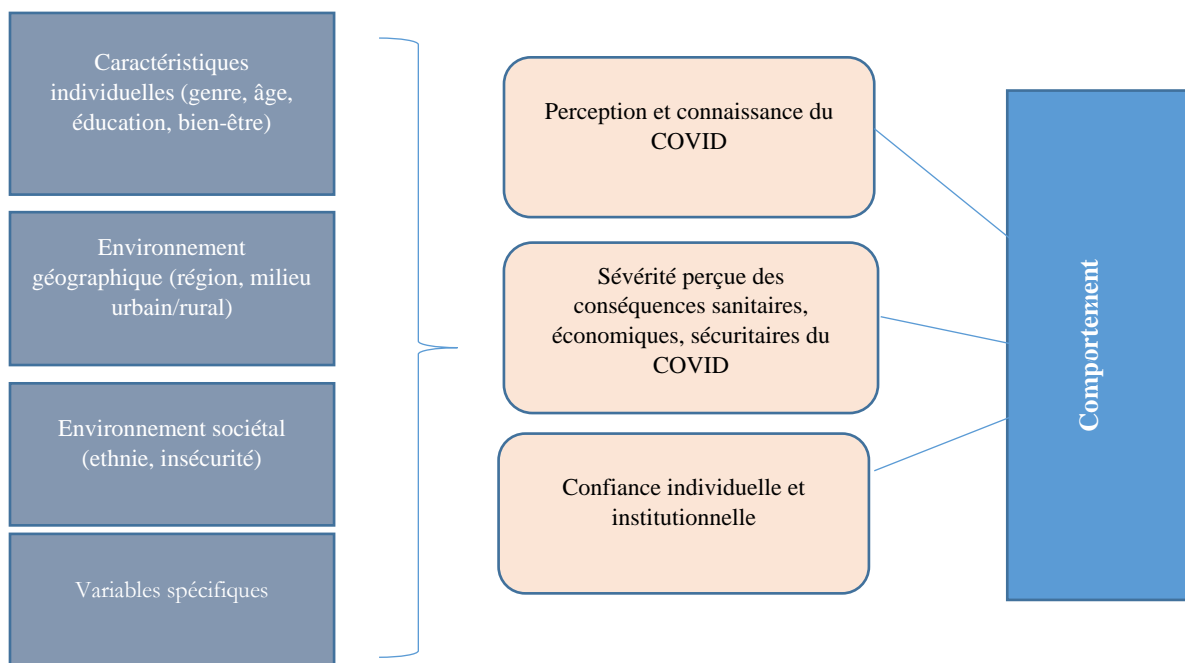 Caractéristiques
individuelles (genre, âge,
éducation, bien-être)
Environnement
géographique (région, milieu
urbain/rural)
Environnement sociétal
(ethnie, insécurité)
Variables spécifiques
Perception et connaissance du
COVID
Sévérité perçue des
conséquences sanitaires,
économiques, sécuritaires du
COVID
Confiance individuelle et
institutionnelle
Comportement